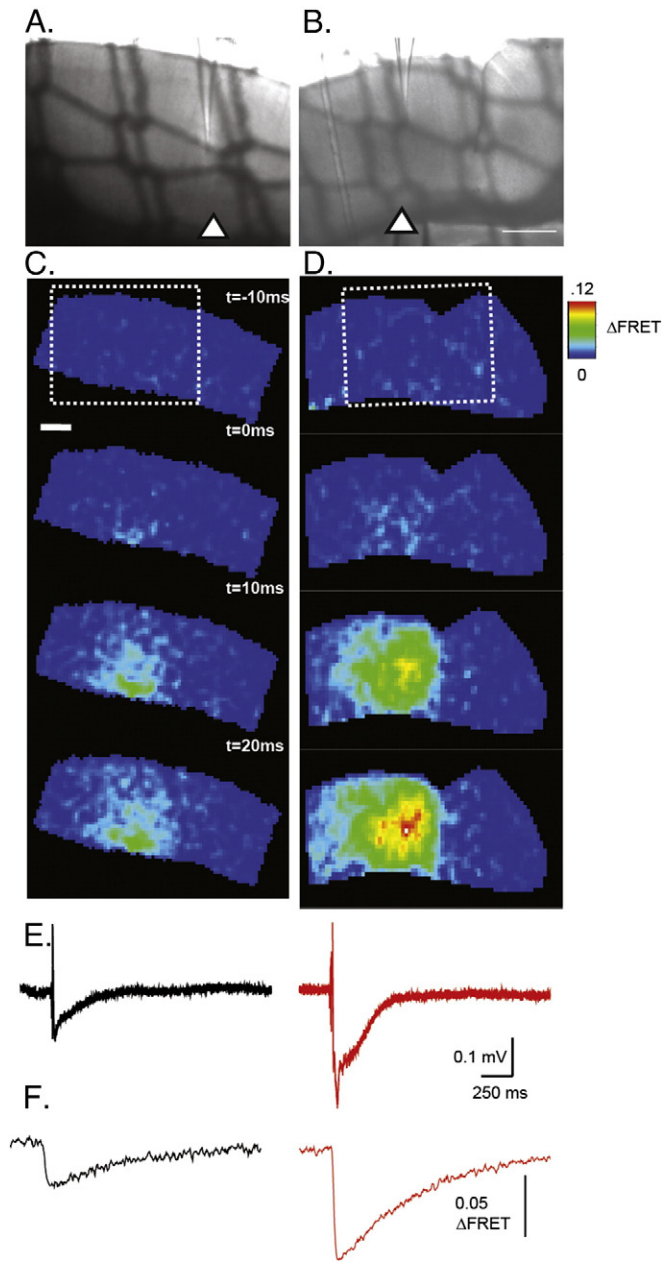 A.
B.
C.
D.
t=-10ms
.12
ΔFRET
0
t=0ms
t=10ms
t=20ms
E.
0.1 mV
250 ms
F.
0.05
ΔFRET